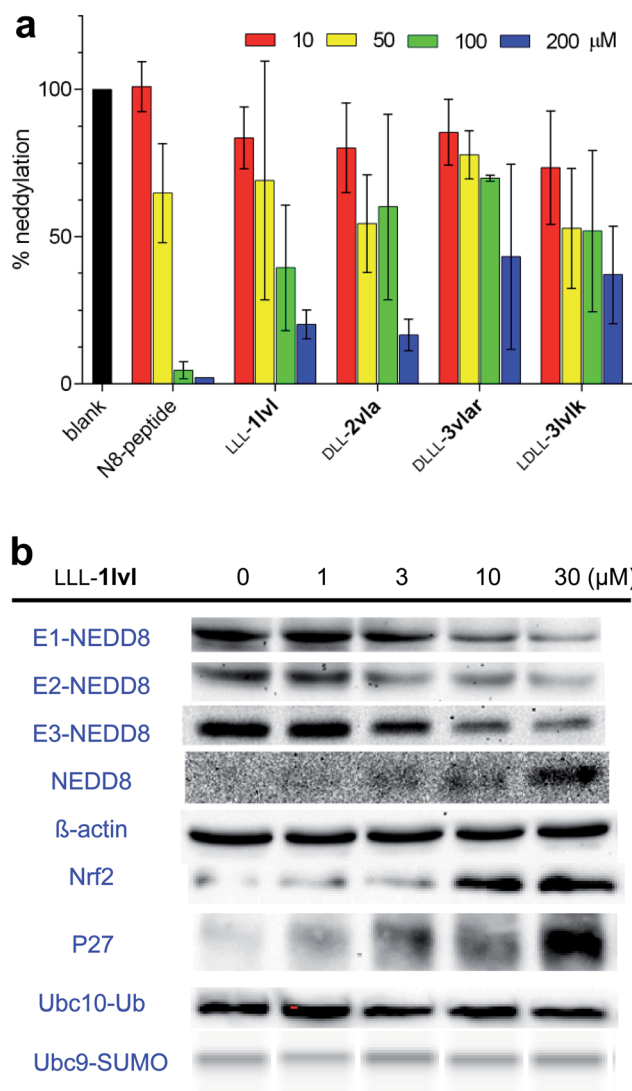 a
10 50 100 200 µM
% neddylation
100
50
0
blank
N8-peptide
LLL-1lvl
DLL-2vla
DLLL-3vlar
LDLL-3lvlk
b
LLL-1lvl 0 1 3 10 30 (µM)
E1-NEDD8
E2-NEDD8
E3-NEDD8
NEDD8
ß-actin
Nrf2
P27
Ubc10-Ub
Ubc9-SUMO